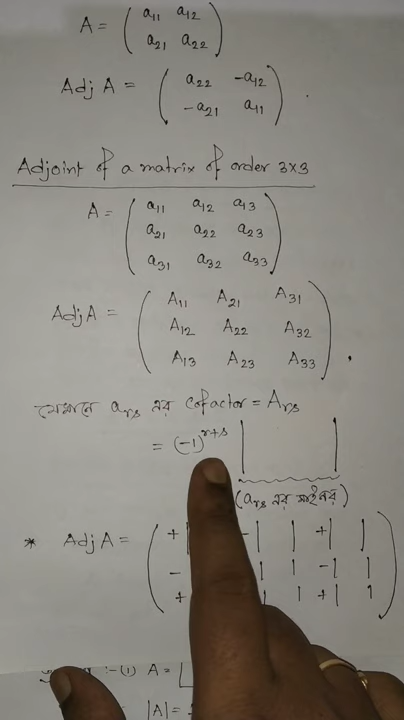 A = ( a11 a12
a21 a22 )
Adj A = ( a22 -a12
-a21 a11 ) .
Adjoint of a matrix of order 3x3
A = ( a11 a12 a13
a21 a22 a23
a31 a32 a33 )
Adj A = ( A11 A21 A31
A12 A22 A32
A13 A23 A33 ) .
যেখানে ars এর cofactor = Ars
= (-1)^r+s | |
(ars এর মাইনর)
* Adj A = ( + | -| | + | |
- | | - | |
+ | + | | )
:- (1) A = [
|A| =